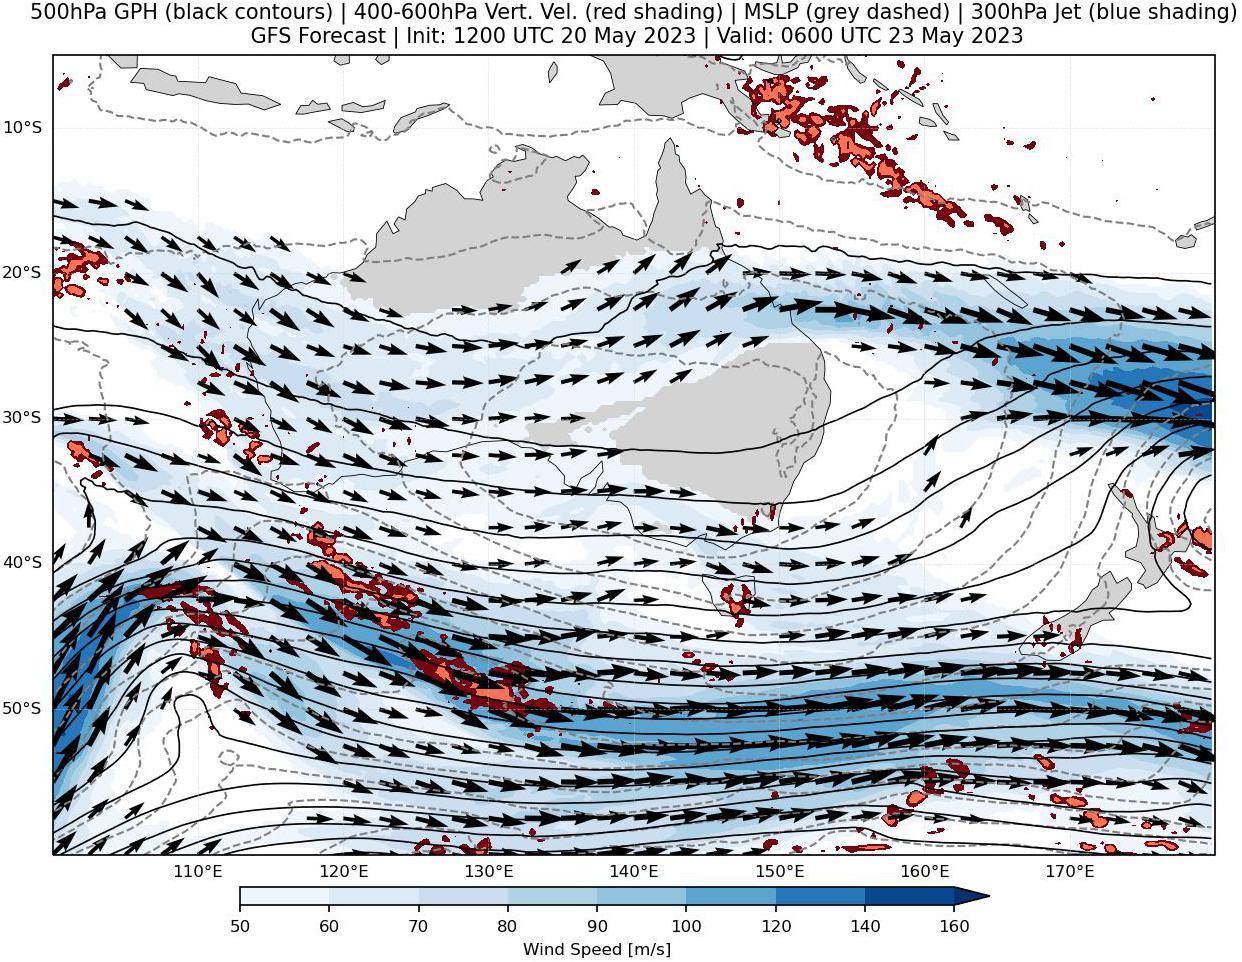 500hPa GPH (black contours) | 400-600hPa Vert. Vel. (red shading) | MSLP (grey dashed) | 300hPa Jet (blue shading)
GFS Forecast | Init: 1200 UTC 20 May 2023 | Valid: 0600 UTC 23 May 2023
10°S
20°S
30°S
40°S
50°S
110°E 120°E 130°E 140°E 150°E 160°E 170°E
50 60 70 80 90 100 120 140 160
Wind Speed [m/s]